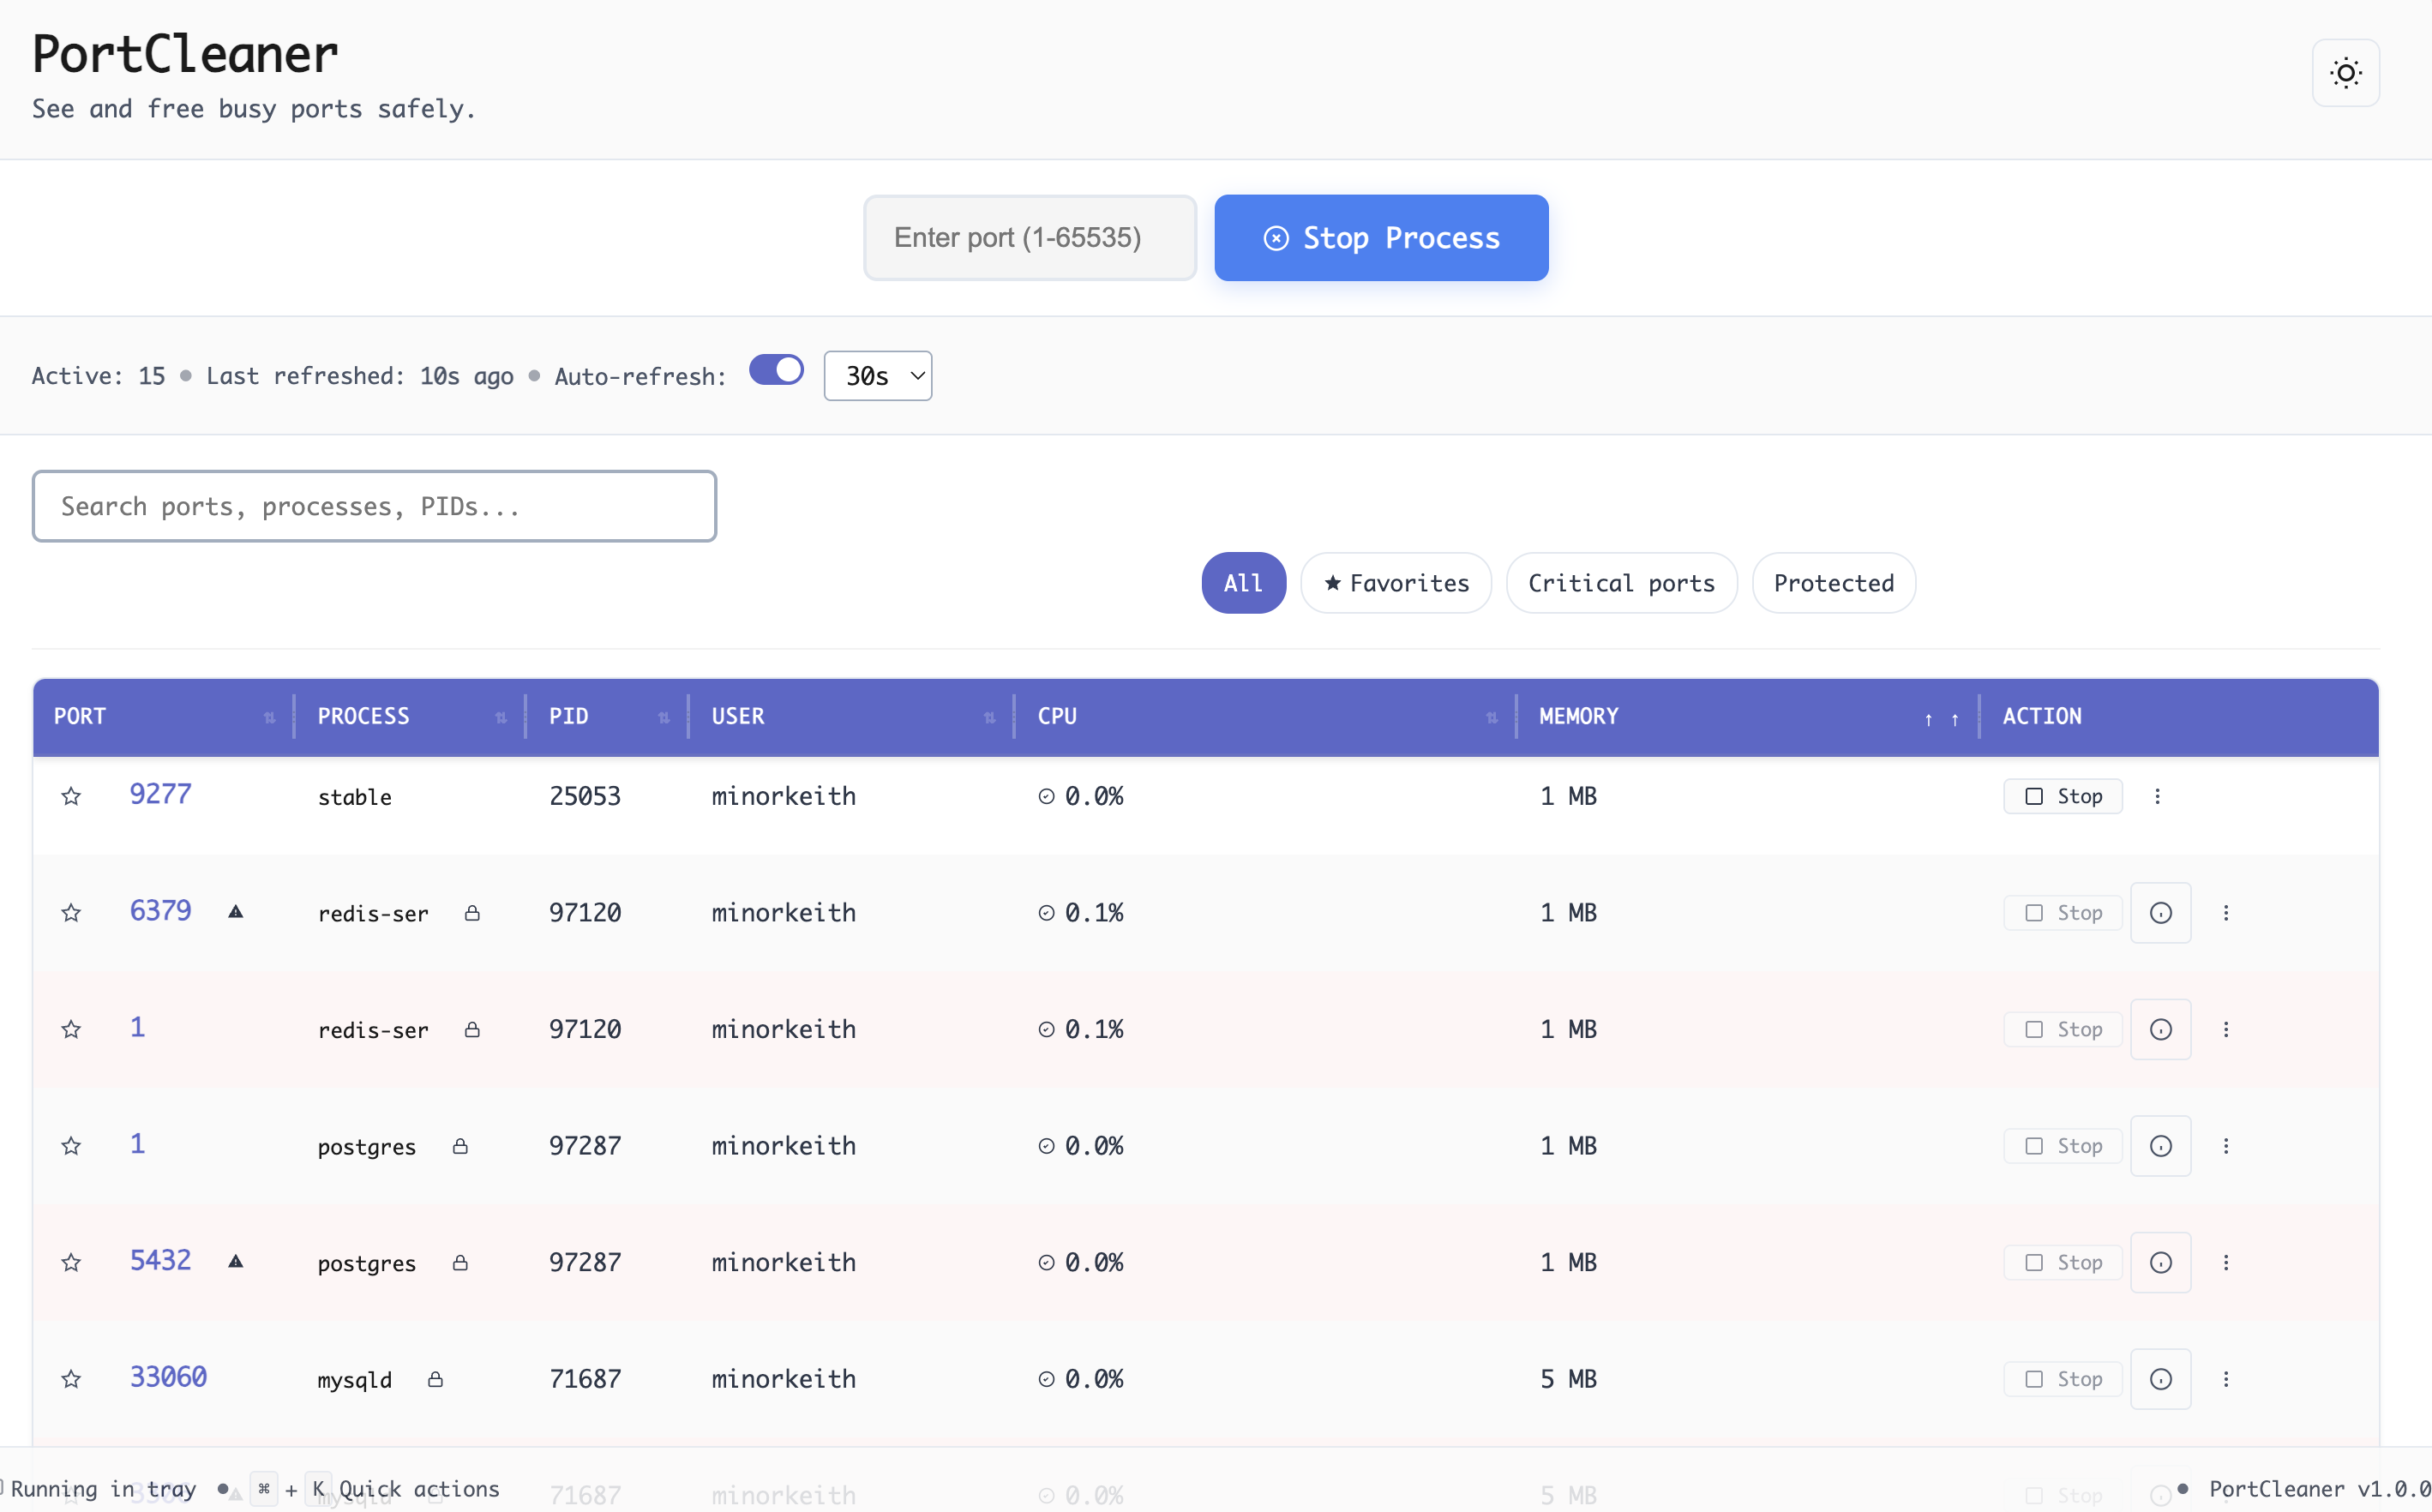 PortCleaner
See and free busy ports safely.
Enter port (1-65535)
Stop Process
Active: 15 Last refreshed: 10s ago Auto-refresh: 30s
Search ports, processes, PIDs...
All ★ Favorites Critical ports Protected
PORT PROCESS PID USER CPU MEMORY ↑ ↑ ACTION
9277 stable 25053 minorkeith 0.0% 1 MB Stop
6379 redis-ser 97120 minorkeith 0.1% 1 MB Stop
1 redis-ser 97120 minorkeith 0.1% 1 MB Stop
1 postgres 97287 minorkeith 0.0% 1 MB Stop
5432 postgres 97287 minorkeith 0.0% 1 MB Stop
33060 mysqld 71687 minorkeith 0.0% 5 MB Stop
3306 mysqld 71687 minorkeith 0.0% 5 MB Stop
Running in tray ● ⌘ + K Quick actions ● PortCleaner v1.0.0